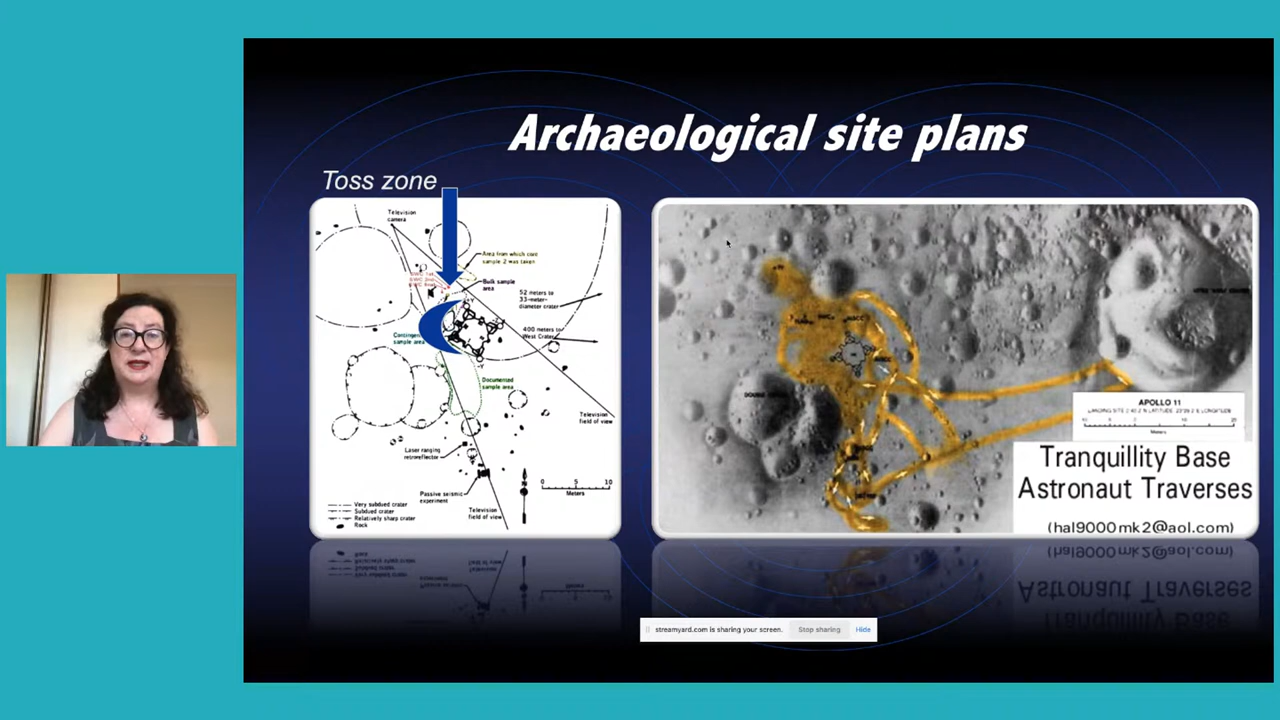 Archaeological site plans
Toss zone
Television
camera
Area from which core
sample 2 was taken
Bulk sample
area
52 meters to
33-meter-
diameter crater
400 meters to
West Crater
sample area
Documented
sample area
Television
field of view
Laser ranging
retroreflector
Passive seismic
experiment
Television
field of view
0 5 10
Meters
Very subdued crater
Subdued crater
Relatively sharp crater
Rock
APOLLO 11
Meters
Tranquillity Base
Astronaut Traverses
(hal9000mk2@aol.com)
streamyard.com is sharing your screen.
Stop sharing
Hide